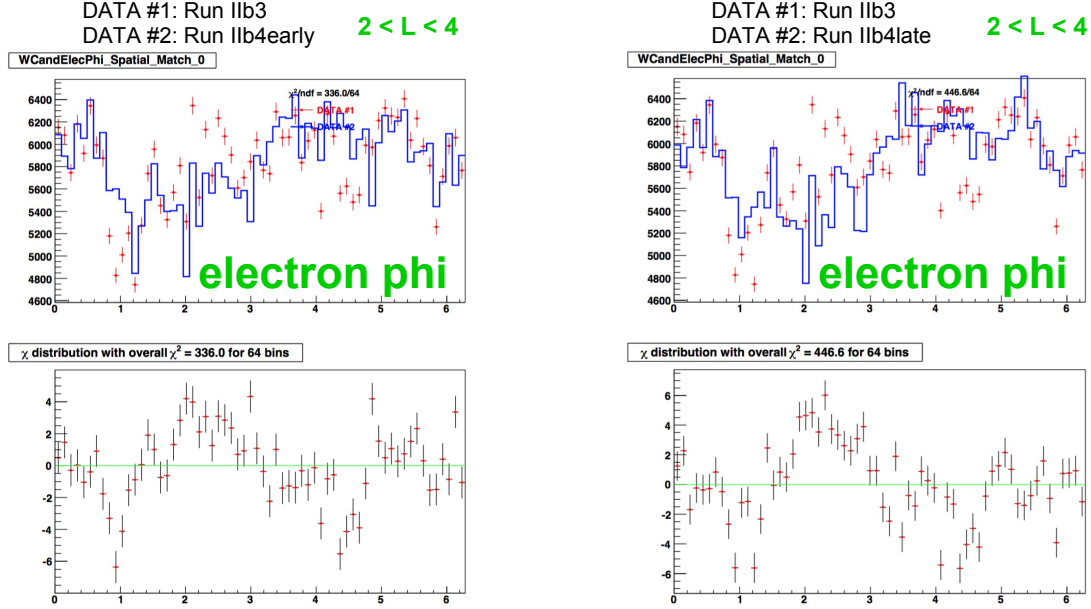 DATA #1: Run IIb3
DATA #2: Run IIb4early
2 < L < 4
WCandElecPhi_Spatial_Match_0
χ²/ndf = 336.0/64
DATA #1
DATA #2
6400
6200
6000
5800
5600
5400
5200
5000
4800
4600
electron phi
0 1 2 3 4 5 6
χ distribution with overall χ² = 336.0 for 64 bins
4
2
0
-2
-4
-6
0 1 2 3 4 5 6
DATA #1: Run IIb3
DATA #2: Run IIb4late
2 < L < 4
WCandElecPhi_Spatial_Match_0
χ²/ndf = 446.6/64
DATA #1
DATA #2
6400
6200
6000
5800
5600
5400
5200
5000
4800
4600
electron phi
0 1 2 3 4 5 6
χ distribution with overall χ² = 446.6 for 64 bins
6
4
2
0
-2
-4
-6
0 1 2 3 4 5 6